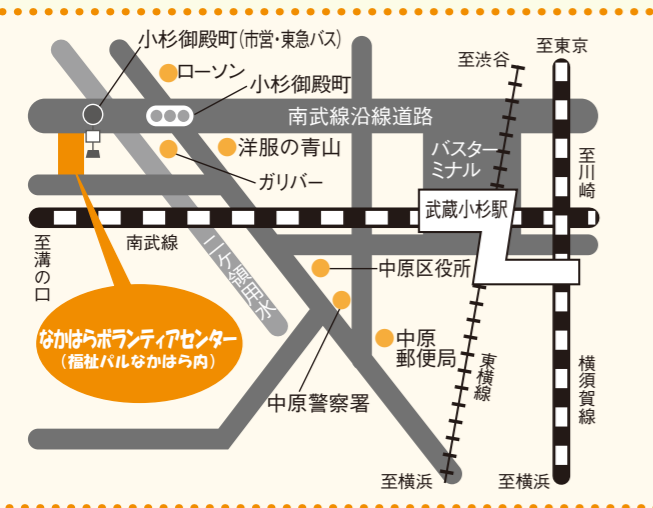 小杉御殿町(市営・東急バス)
ローソン
小杉御殿町
至渋谷
至東京
南武線沿線道路
洋服の青山
ガリバー
バスター
ミナル
至川崎
武蔵小杉駅
至溝の口
南武線
二ケ領用水
中原区役所
なかはらボランティアセンター
(福祉パルなかはら内)
中原
郵便局
東横線
横須賀線
中原警察署
至横浜
至横浜